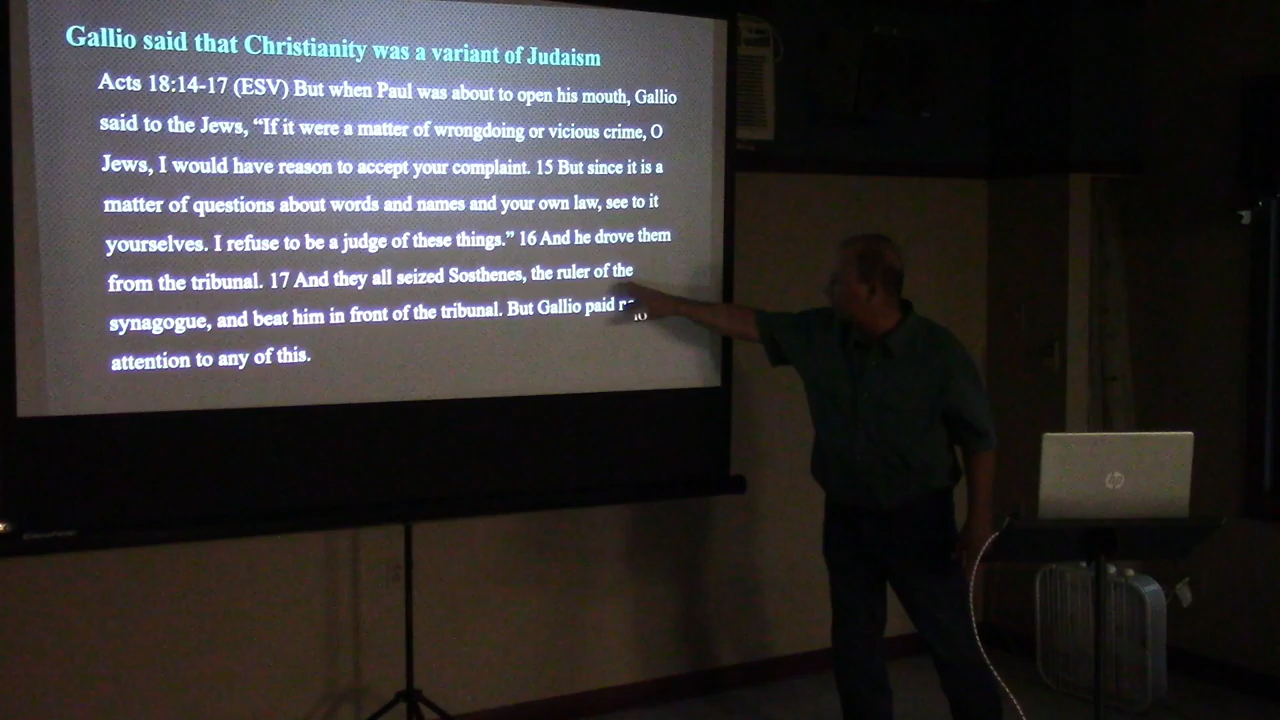 Gallio said that Christianity was a variant of Judaism
Acts 18:14-17 (ESV) But when Paul was about to open his mouth, Gallio
said to the Jews, “If it were a matter of wrongdoing or vicious crime, O
Jews, I would have reason to accept your complaint. 15 But since it is a
matter of questions about words and names and your own law, see to it
yourselves. I refuse to be a judge of these things.” 16 And he drove them
from the tribunal. 17 And they all seized Sosthenes, the ruler of the
synagogue, and beat him in front of the tribunal. But Gallio paid
attention to any of this.
hp